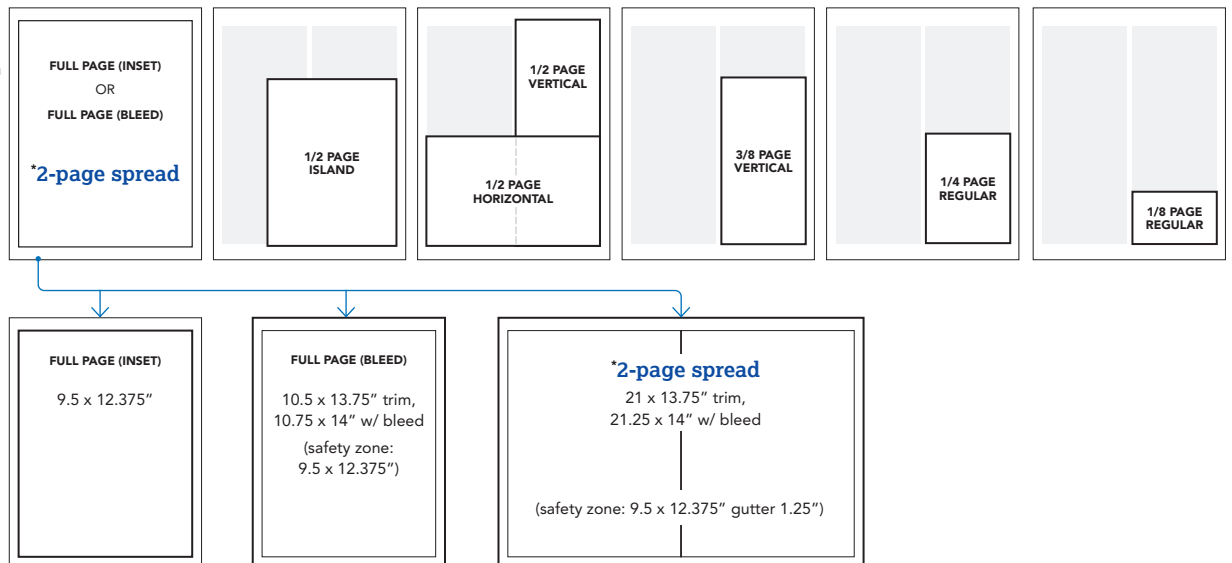 FULL PAGE (INSET)
OR
FULL PAGE (BLEED)
*2-page spread
1/2 PAGE
ISLAND
1/2 PAGE
VERTICAL
1/2 PAGE
HORIZONTAL
3/8 PAGE
VERTICAL
1/4 PAGE
REGULAR
1/8 PAGE
REGULAR
FULL PAGE (INSET)
9.5 x 12.375”
FULL PAGE (BLEED)
10.5 x 13.75” trim,
10.75 x 14” w/ bleed
(safety zone:
9.5 x 12.375”)
*2-page spread
21 x 13.75” trim,
21.25 x 14” w/ bleed
(safety zone: 9.5 x 12.375” gutter 1.25”)